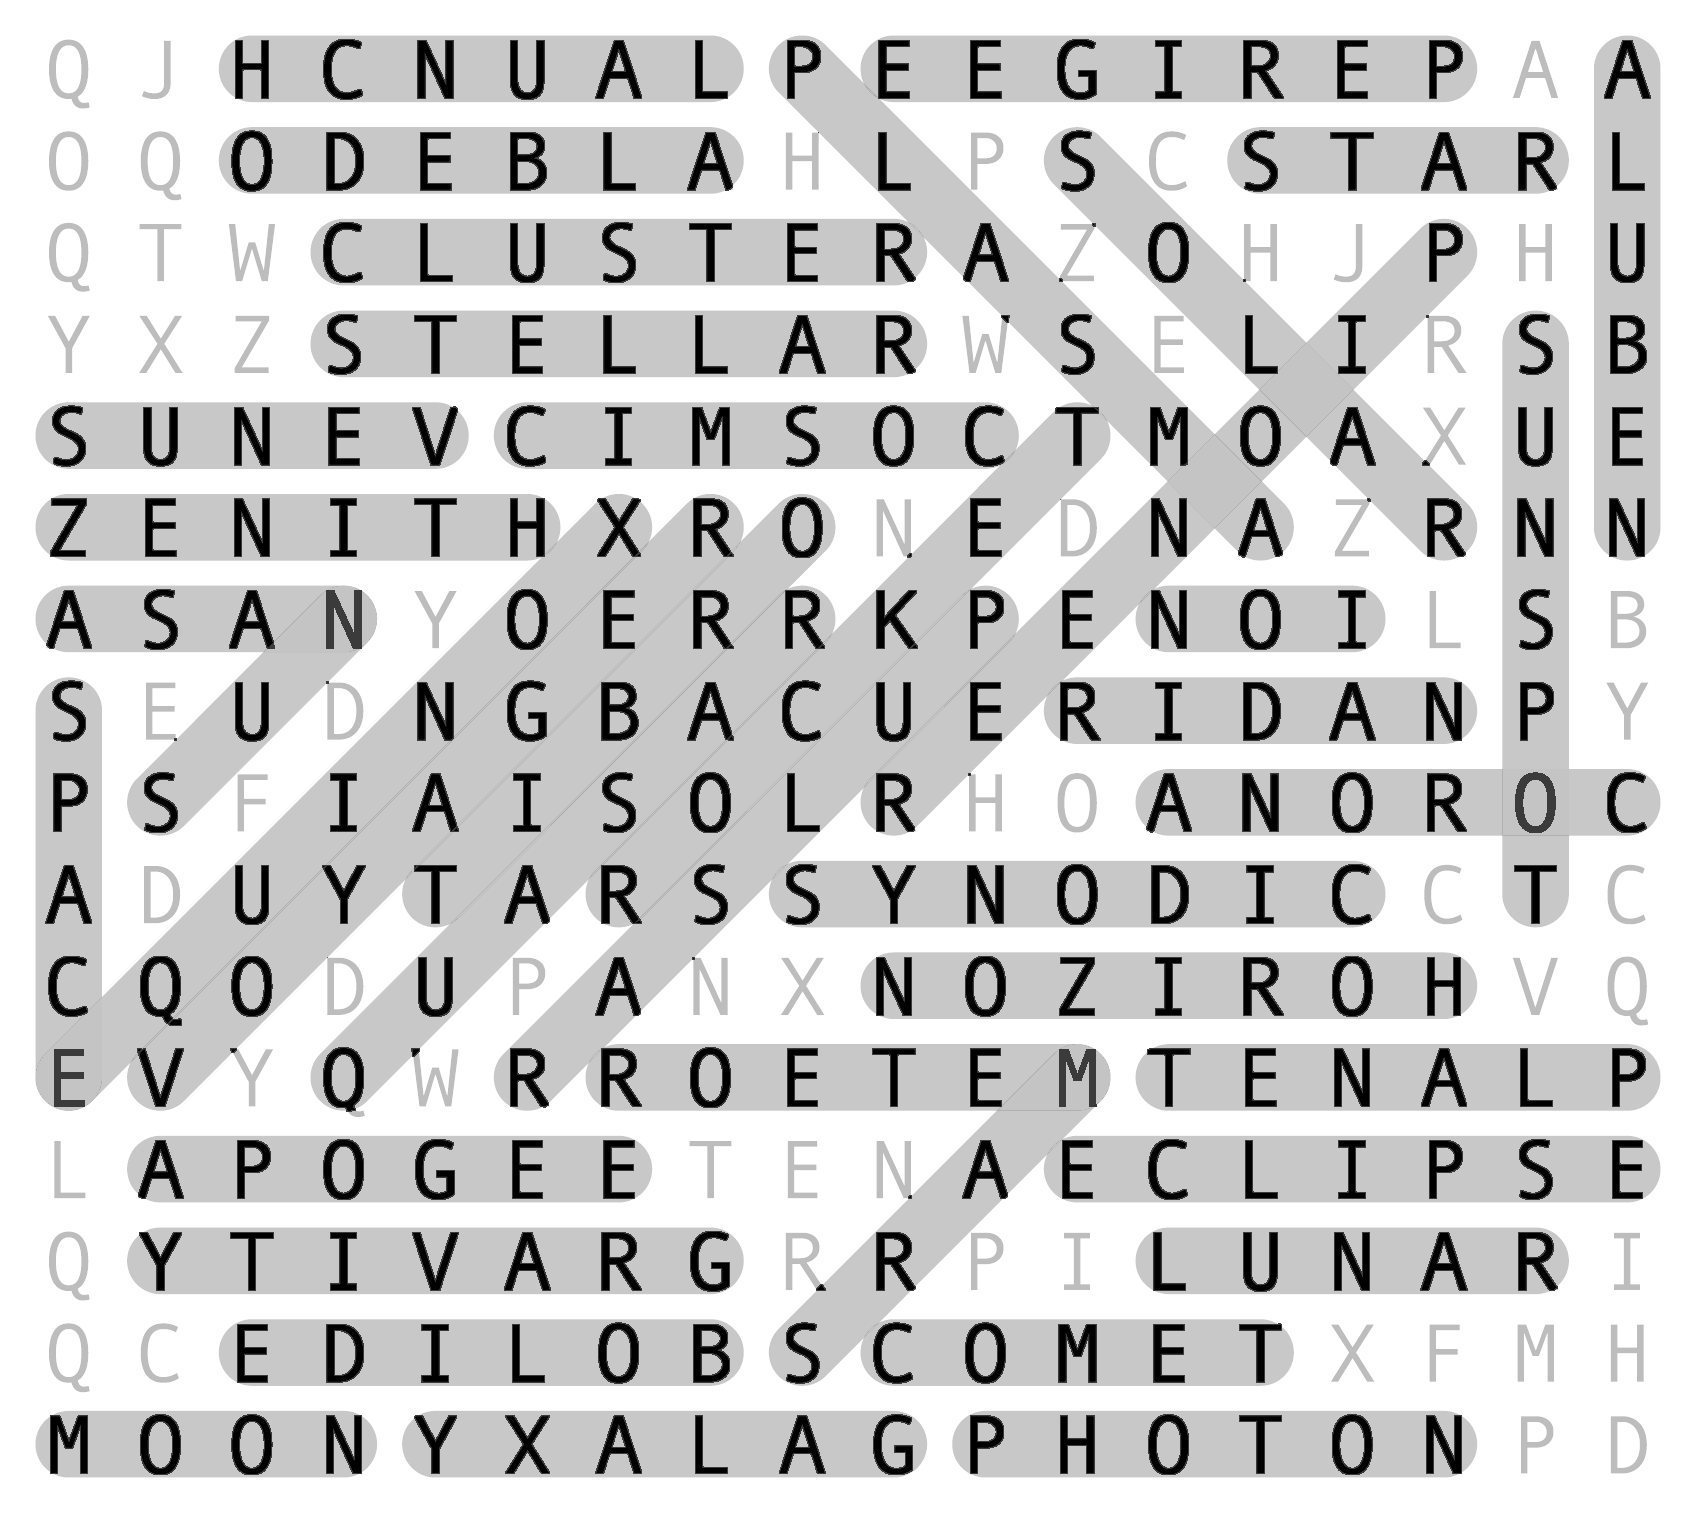 Q J H C N U A L P E E G I R E P A A
O Q O D E B L A H L P S C S T A R L
Q T W C L U S T E R A Z O H J P H U
Y X Z S T E L L A R W S E L I R S B
S U N E V C I M S O C T M O A X U E
Z E N I T H X R O N E D N A Z R N N
A S A N Y O E R R K P E N O I L S B
S E U D N G B A C U E R I D A N P Y
P S F I A I S O L R H O A N O R O C
A D U Y T A R S S Y N O D I C C T C
C Q O D U P A N X N O Z I R O H V Q
E V Y Q W R R O E T E M T E N A L P
L A P O G E E T E N A E C L I P S E
Q Y T I V A R G R R P I L U N A R I
Q C E D I L O B S C O M E T X F M H
M O O N Y X A L A G P H O T O N P D